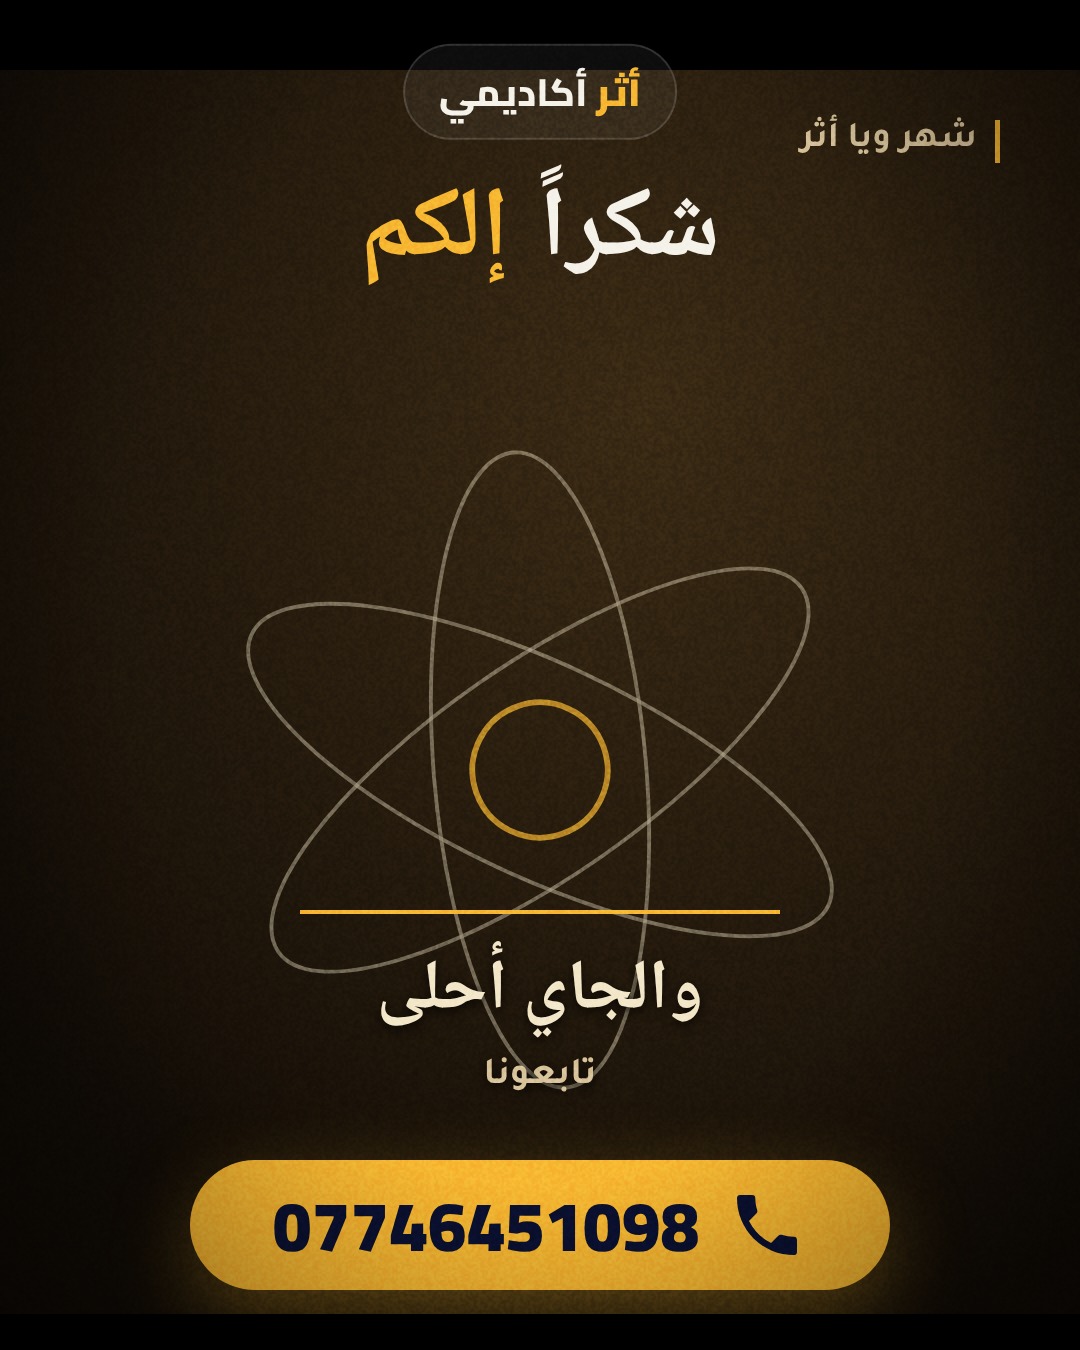 أثر أكاديمي
شهر ويا أثر
شكراً إلكم
والجاي أحلى
تابعونا
07746451098